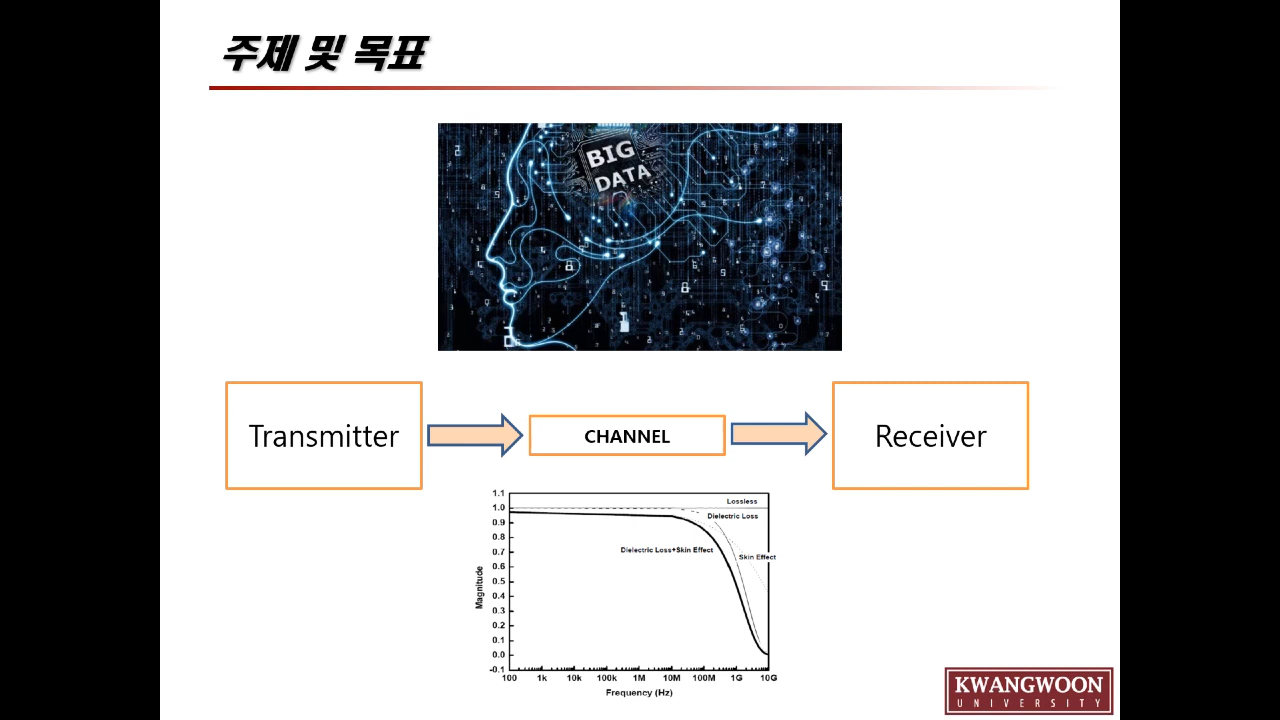 주제 및 목표
BIG
DATA
Transmitter
CHANNEL
Receiver
1.1
1.0
0.9
0.8
0.7
0.6
0.5
0.4
0.3
0.2
0.1
0.0
-0.1
Magnitude
Lossless
Dielectric Loss
Dielectric Loss+Skin Effect
Skin Effect
100 1k 10k 100k 1M 10M 100M 1G 10G
Frequency (Hz)
KWANGWOON
UNIVERSITY